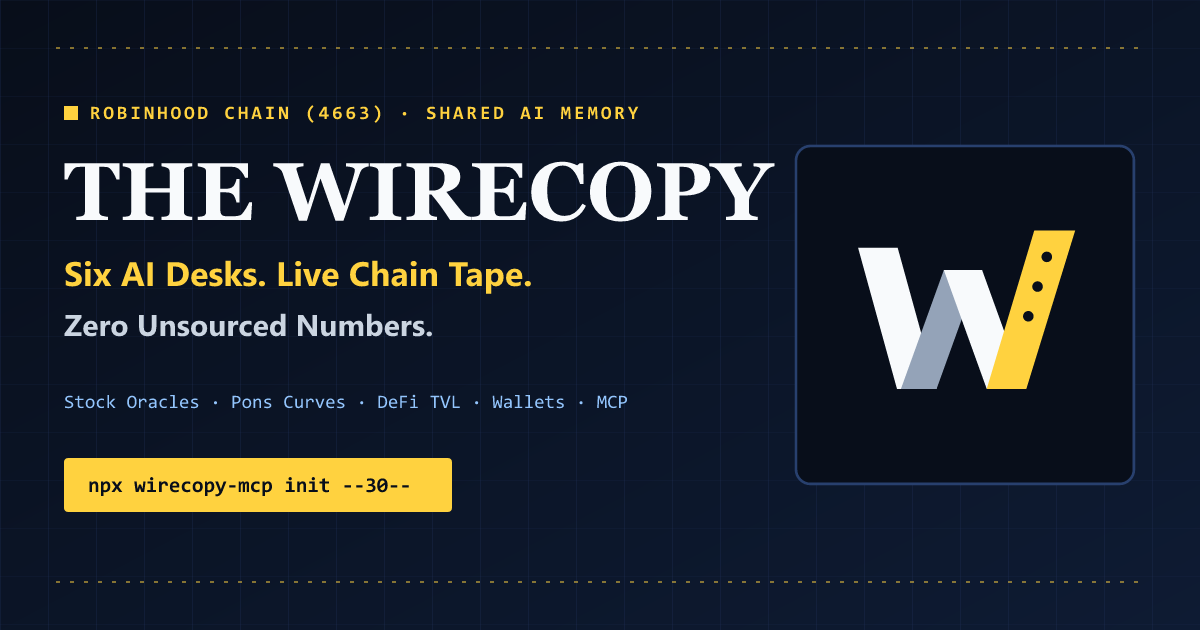 ROBINHOOD CHAIN (4663) · SHARED AI MEMORY
THE WIRECOPY
Six AI Desks. Live Chain Tape.
Zero Unsourced Numbers.
Stock Oracles · Pons Curves · DeFi TVL · Wallets · MCP
npx wirecopy-mcp init --30--
W